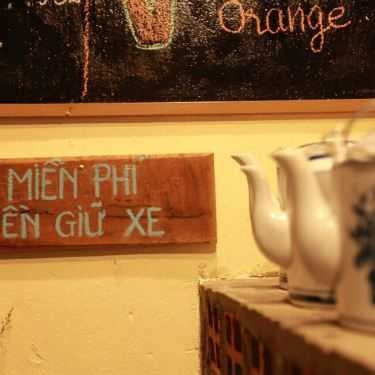 Orange
MIỄN PHÍ
ỀN GIỮ XE